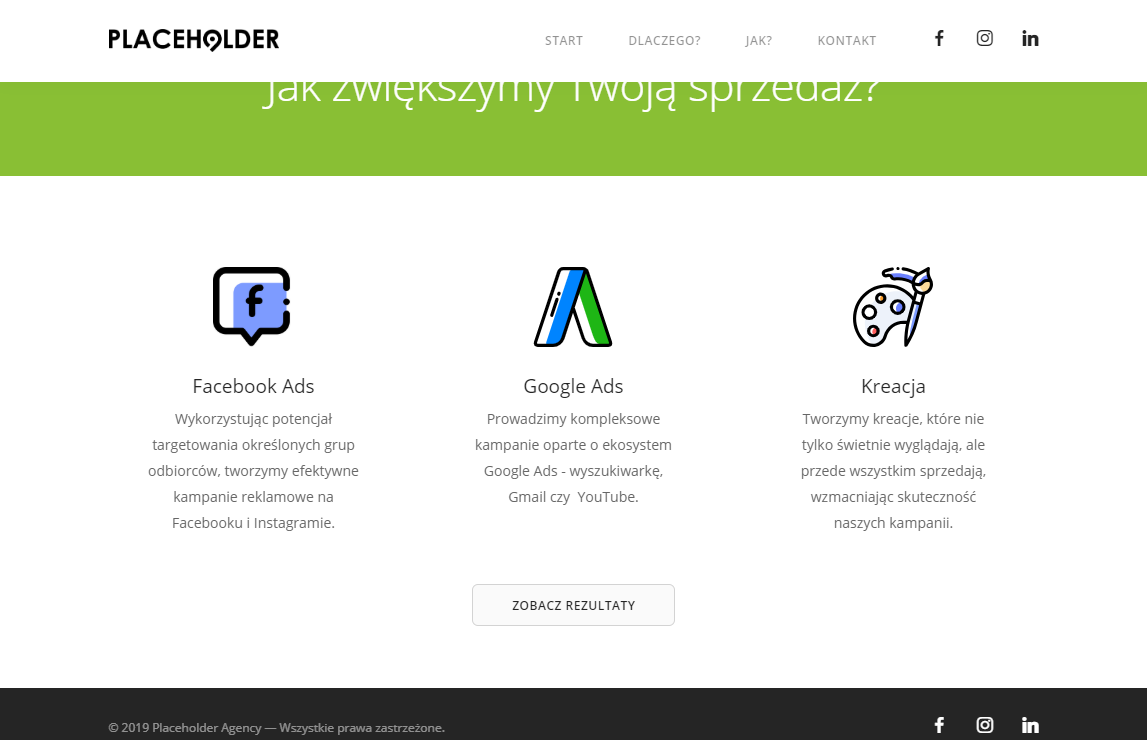 PLACEHOLDER
START DLACZEGO? JAK? KONTAKT
Jak zwiększymy Twoją sprzedaż?
Facebook Ads
Wykorzystując potencjał
targetowania określonych grup
odbiorców, tworzymy efektywne
kampanie reklamowe na
Facebooku i Instagramie.
Google Ads
Prowadzimy kompleksowe
kampanie oparte o ekosystem
Google Ads - wyszukiwarkę,
Gmail czy  YouTube.
Kreacja
Tworzymy kreacje, które nie
tylko świetnie wyglądają, ale
przede wszystkim sprzedają,
wzmacniając skuteczność
naszych kampanii.
ZOBACZ REZULTATY
© 2019 Placeholder Agency — Wszystkie prawa zastrzeżone.